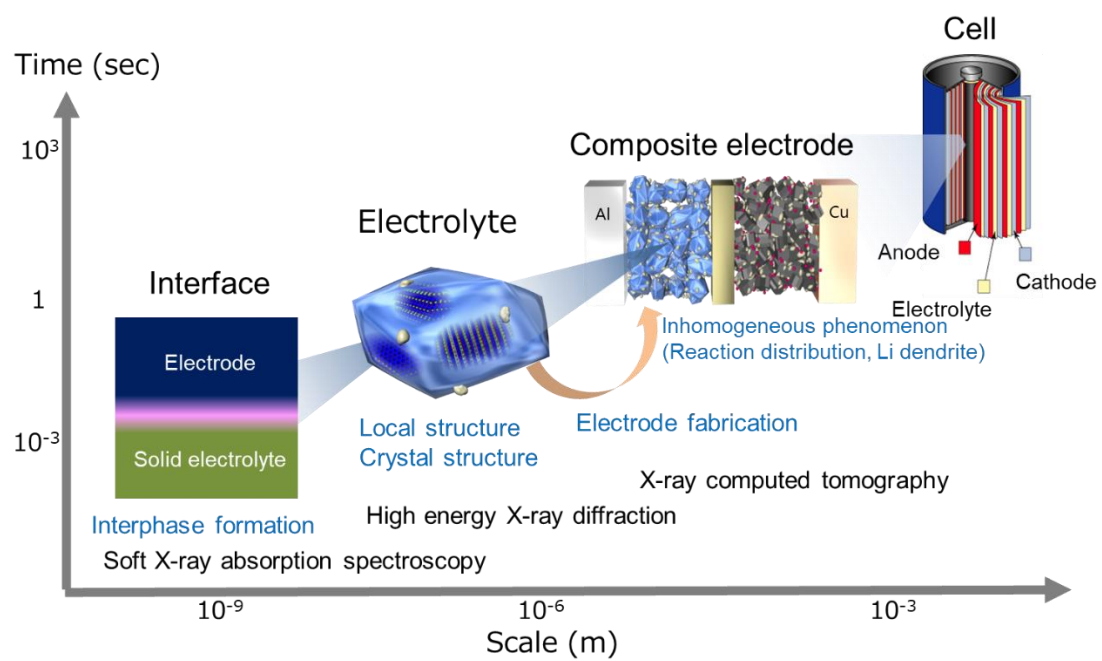 Cell
Time (sec)
10³
Composite electrode
Al
Cu
Electrolyte
Anode
Cathode
Electrolyte
1
Interface
Inhomogeneous phenomenon
(Reaction distribution, Li dendrite)
Electrode
Local structure
Crystal structure
Electrode fabrication
10⁻³
Solid electrolyte
X-ray computed tomography
Interphase formation
High energy X-ray diffraction
Soft X-ray absorption spectroscopy
10⁻⁹
10⁻⁶
10⁻³
Scale (m)